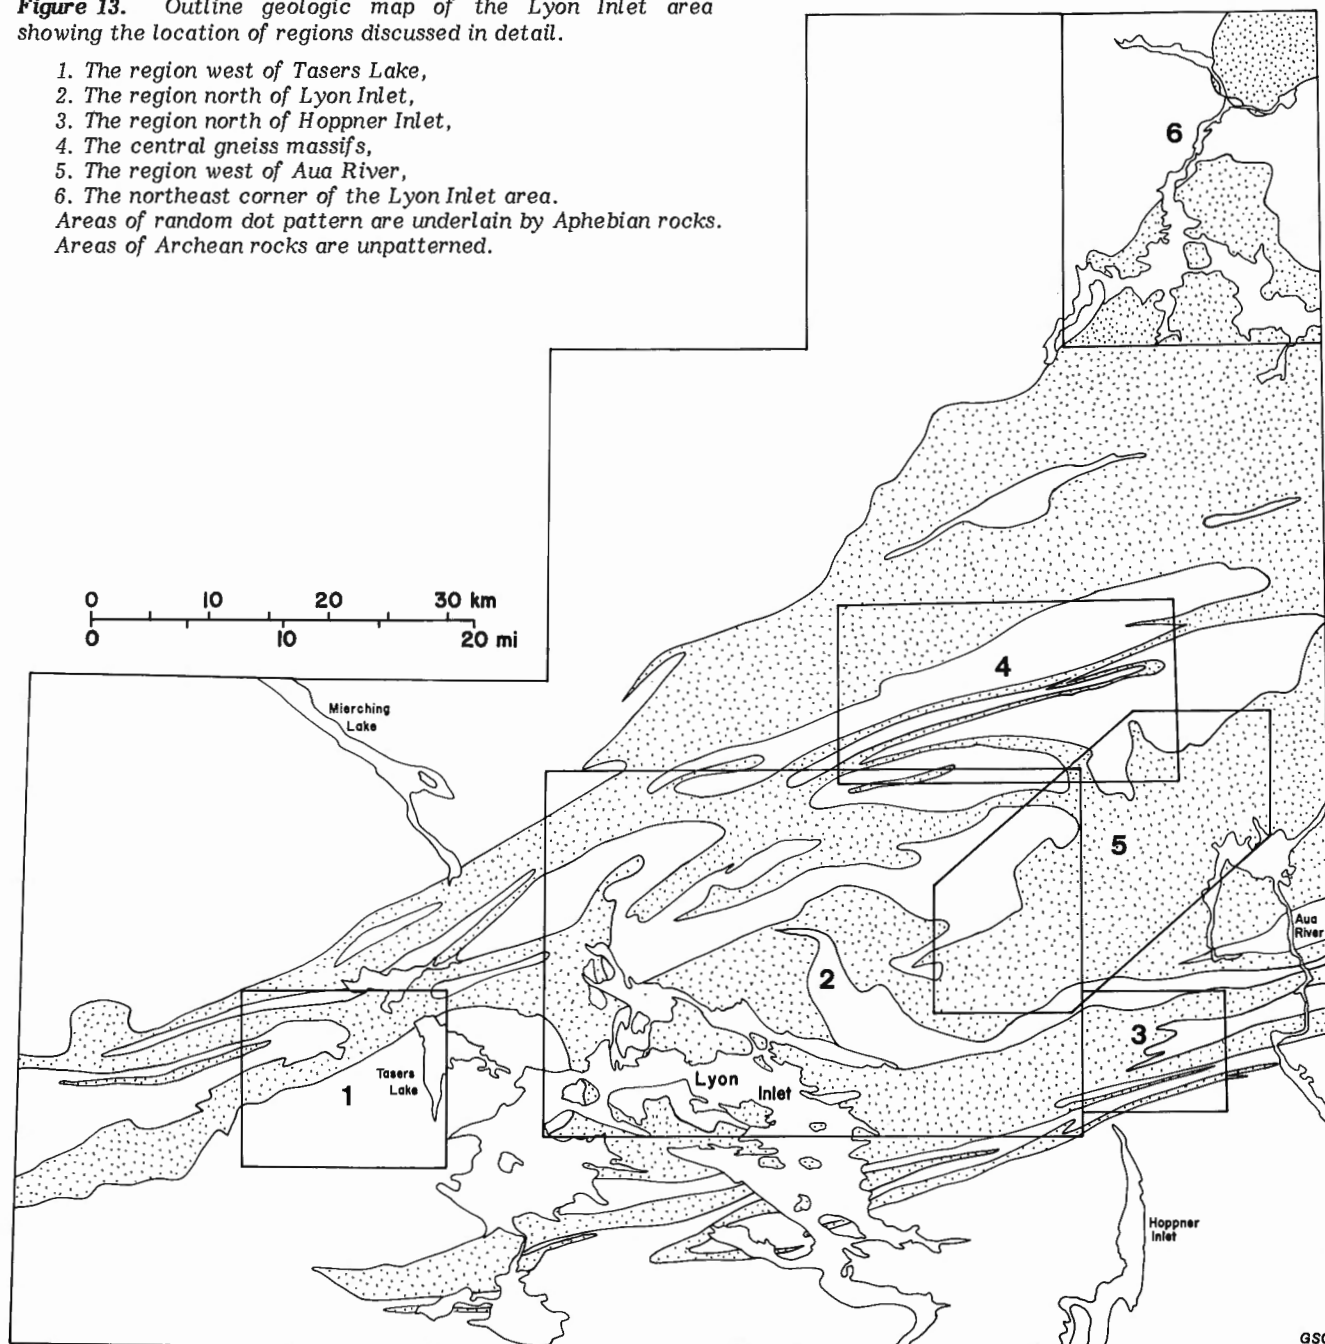 Figure 13. Outline geologic map of the Lyon Inlet area
showing the location of regions discussed in detail.
1. The region west of Tasers Lake,
2. The region north of Lyon Inlet,
3. The region north of Hoppner Inlet,
4. The central gneiss massifs,
5. The region west of Aua River,
6. The northeast corner of the Lyon Inlet area.
Areas of random dot pattern are underlain by Aphebian rocks.
Areas of Archean rocks are unpatterned.
6
0 10 20 30 km
0 10 20 mi
4
Mierching
Lake
5
Aua
River
2
3
Tasers
Lake
1
Lyon
Inlet
Hoppner
Inlet